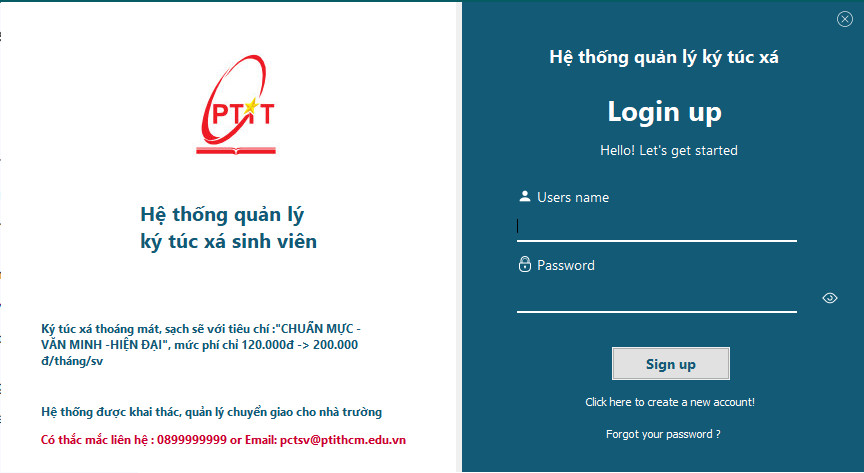 PTIT
Hệ thống quản lý
ký túc xá sinh viên
Ký túc xá thoáng mát, sạch sẽ với tiêu chí :"CHUẨN MỰC -
VĂN MINH -HIỆN ĐẠI", mức phí chỉ 120.000đ -> 200.000
đ/tháng/sv
Hệ thống được khai thác, quản lý chuyển giao cho nhà trường
Có thắc mắc liên hệ : 0899999999 or Email: pctsv@ptithcm.edu.vn
Hệ thống quản lý ký túc xá
Login up
Hello! Let's get started
Users name
Password
Sign up
Click here to create a new account!
Forgot your password ?